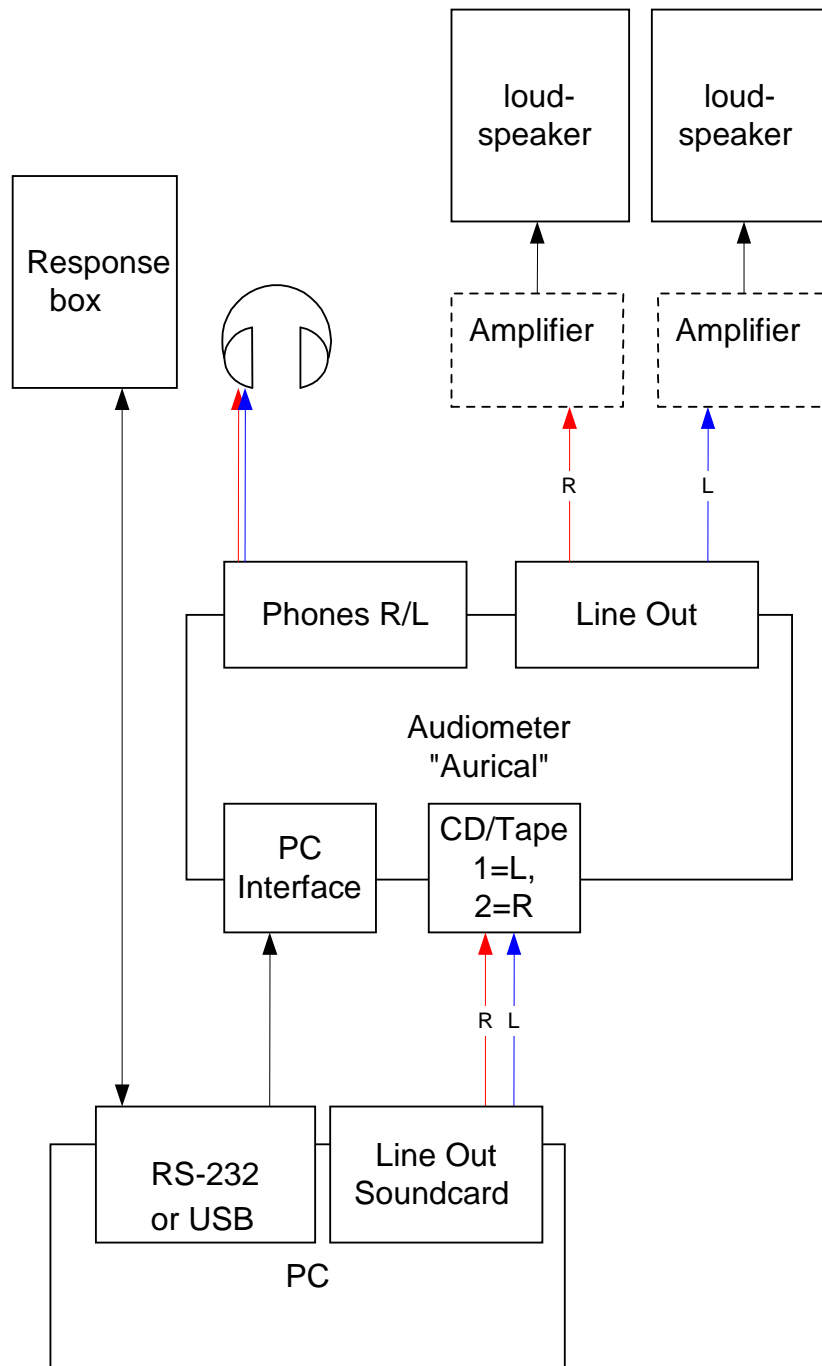 loud-
speaker
loud-
speaker
Response
box
Amplifier
Amplifier
R
L
Phones R/L
Line Out
Audiometer
"Aurical"
PC
Interface
CD/Tape
1=L,
2=R
R
L
RS-232
or USB
Line Out
Soundcard
PC